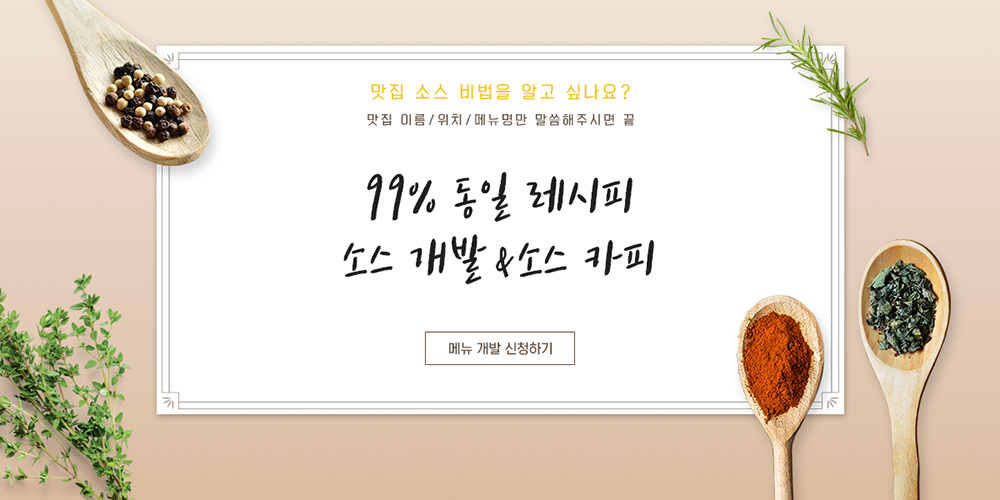 맛집 소스 비법을 알고 싶나요?
맛집 이름/위치/메뉴명만 말씀해주시면 끝
99% 동일 레시피
소스 개발 &소스 카피
메뉴 개발 신청하기